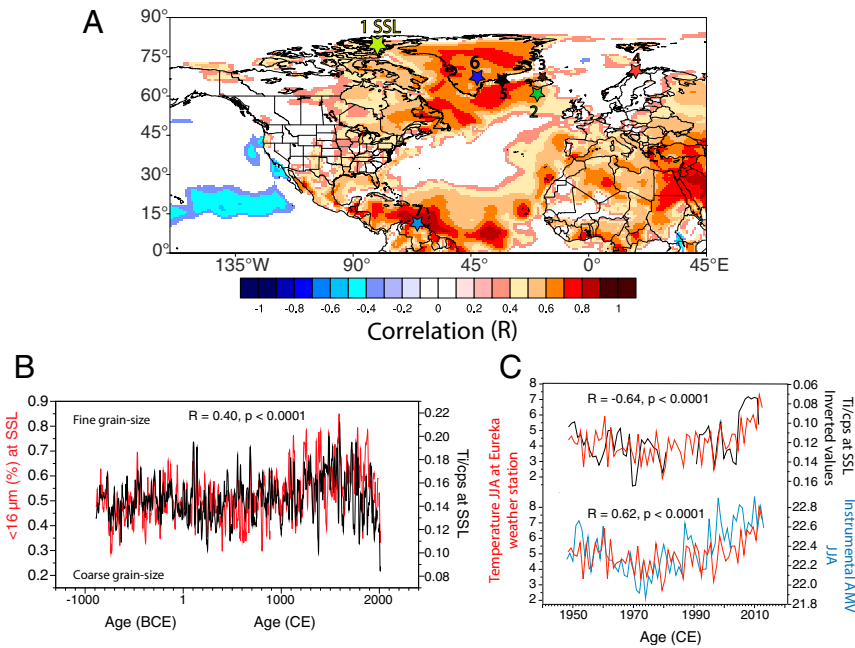 A
90°
75°
60°
45°
30°
15°
0°
1 SSL
6
3
4
5
2
7
135°W
90
45
0
45°E
-1 -0.8 -0.6 -0.4 -0.2 0 0.2 0.4 0.6 0.8 1
Correlation (R)
B
<16 µm (%) at SSL
0.9
0.8
0.7
0.6
0.5
0.4
0.3
0.2
Fine grain-size
R = 0.40, p < 0.0001
Coarse grain-size
0.22
0.20
0.18
0.16
0.14
0.12
0.10
0.08
Ti/cps at SSL
-1000 1 1000 2000
Age (BCE) Age (CE)
C
Temperature JJA at Eureka
weather station
8
7
6
5
4
3
2
R = -0.64, p < 0.0001
0.06
0.08
0.10
0.12
0.14
0.16
Ti/cps at SSL
Inverted values
8
7
6
5
4
3
2
R = 0.62, p < 0.0001
22.8
22.6
22.4
22.2
22.0
21.8
Instrumental AMV
JJA
1950 1970 1990 2010
Age (CE)